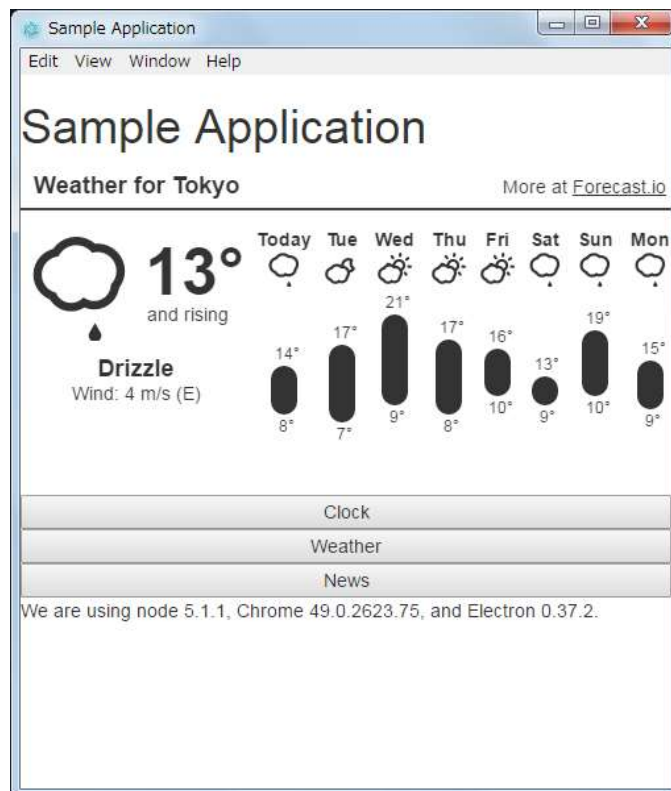 Sample Application
Edit View Window Help
Sample Application
Weather for Tokyo
More at Forecast.io
13°
and rising
Drizzle
Wind: 4 m/s (E)
Today Tue Wed Thu Fri Sat Sun Mon
14° 17° 21° 17° 16° 13° 19° 15°
8° 7° 9° 8° 10° 9° 10° 9°
Clock
Weather
News
We are using node 5.1.1, Chrome 49.0.2623.75, and Electron 0.37.2.